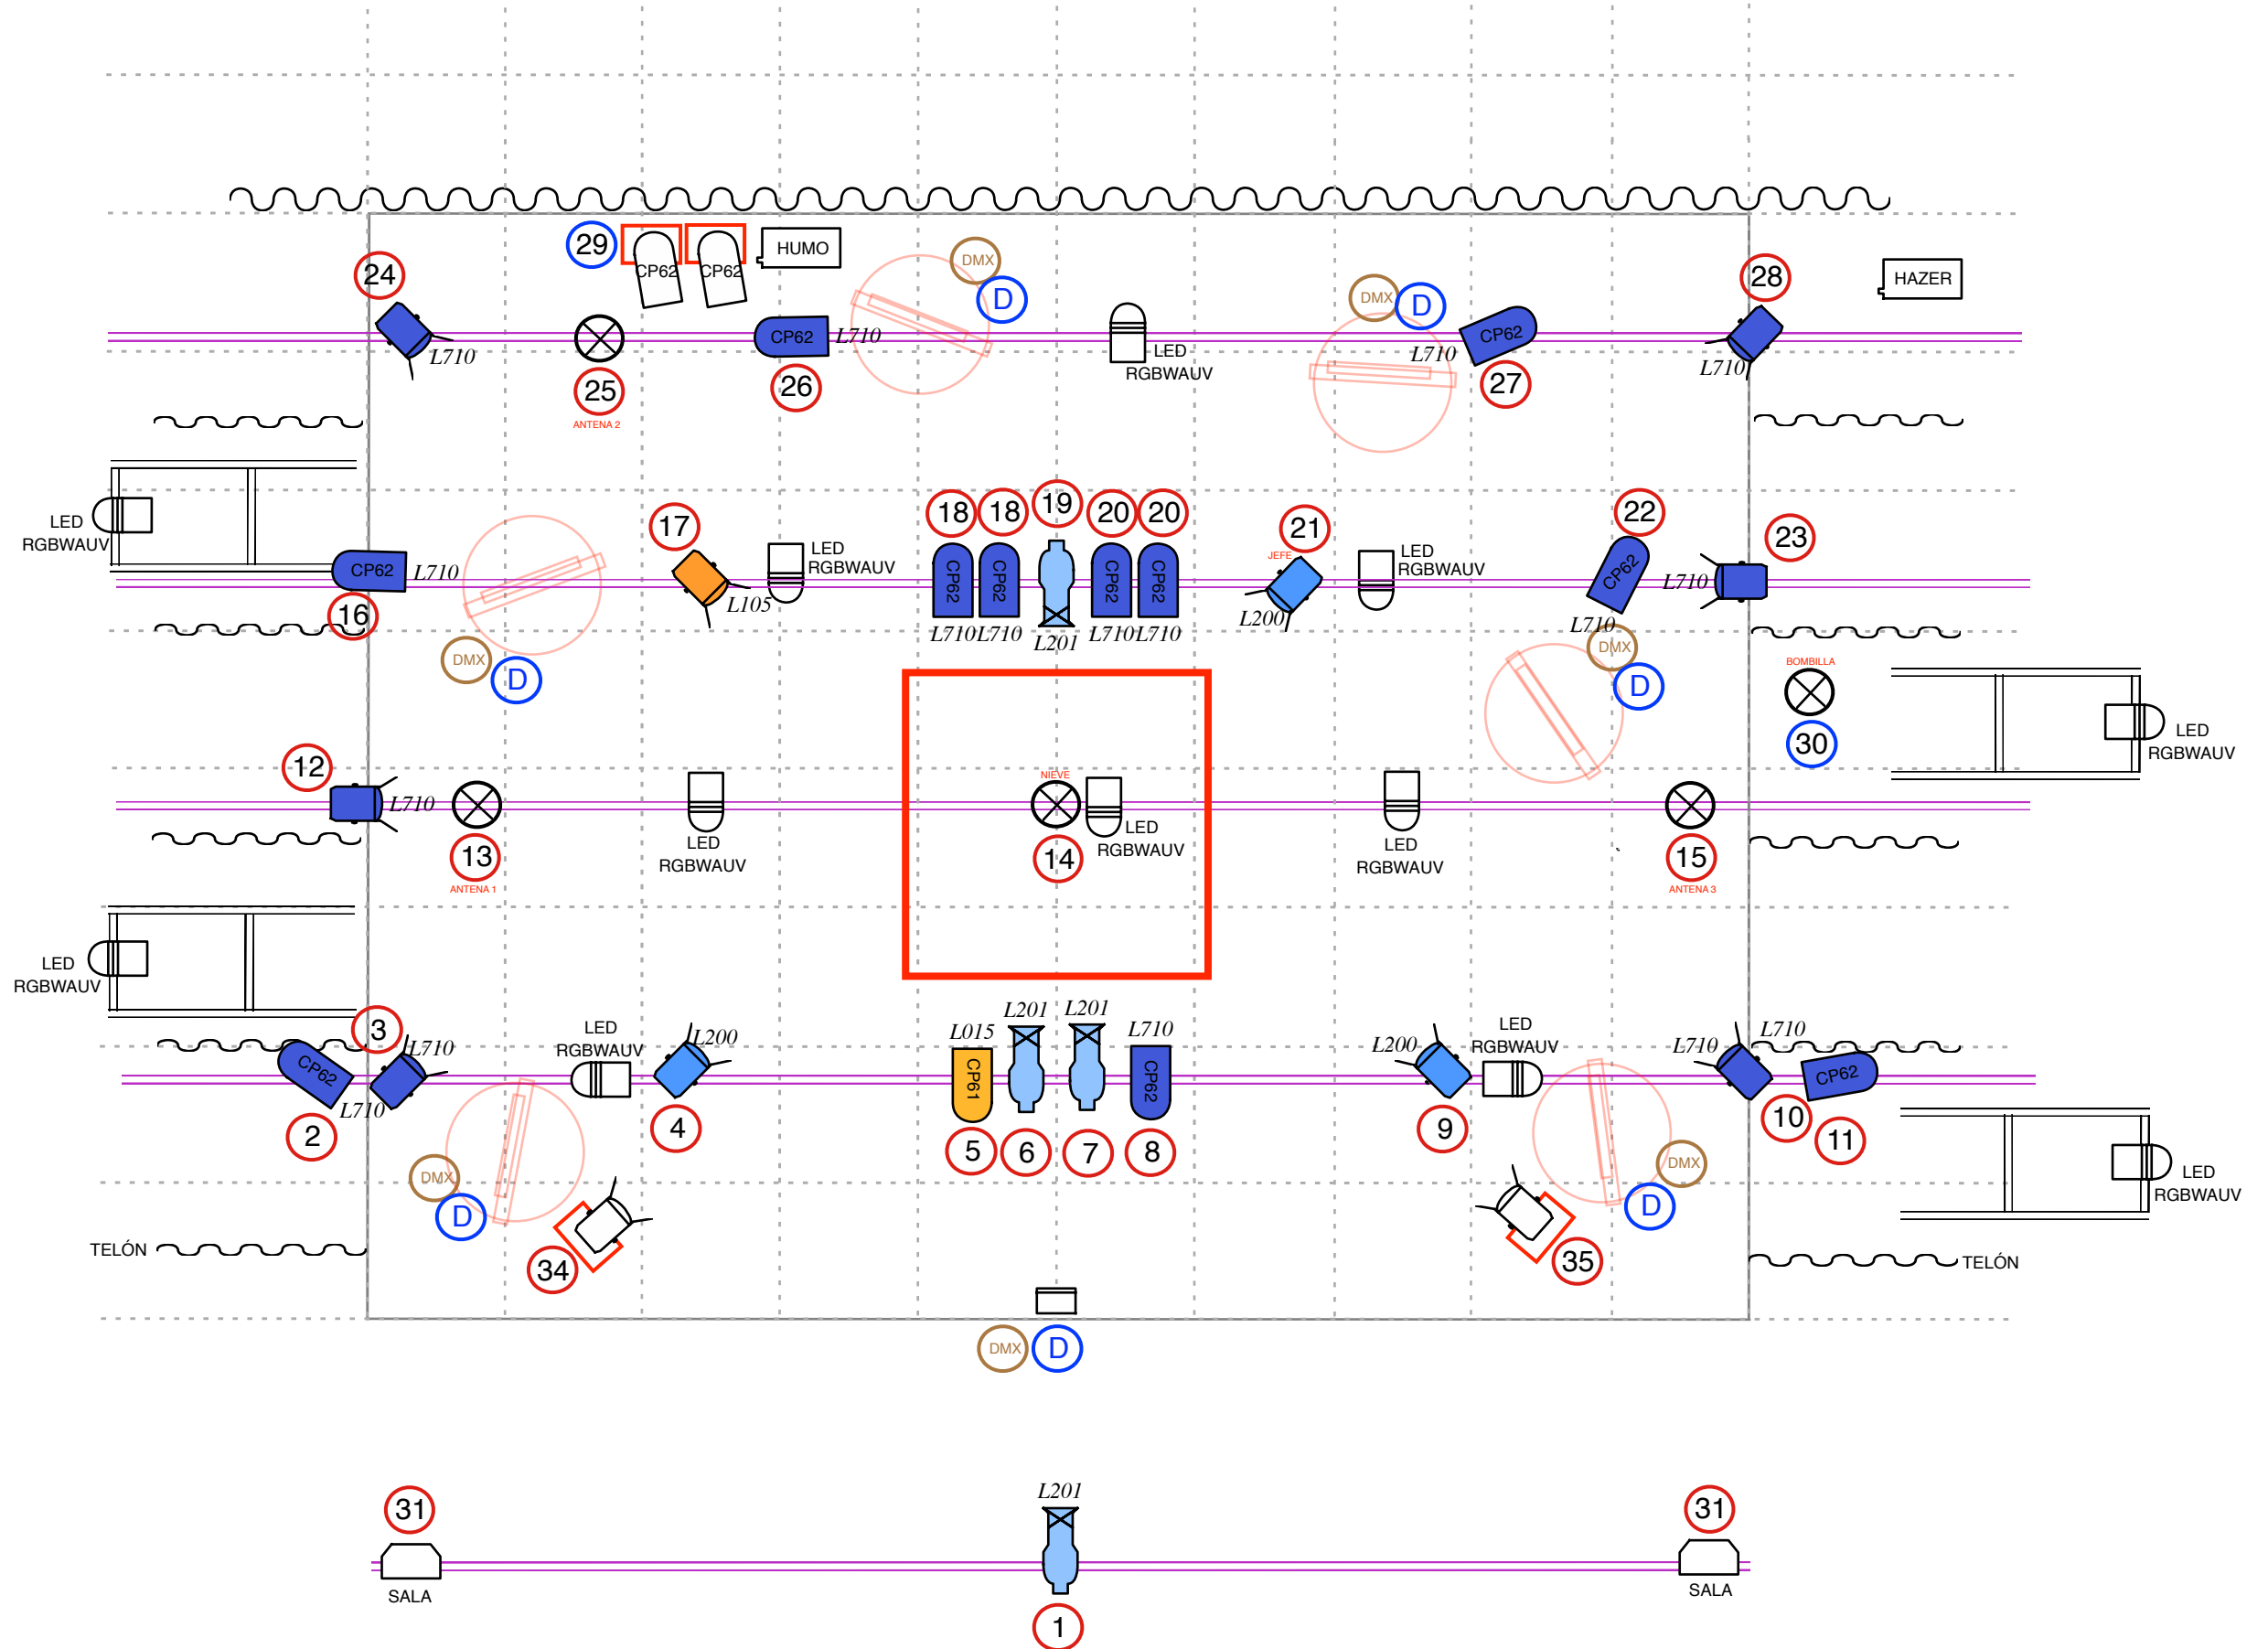 29
CP62
CP62
HUMO
DMX
D
24
28
HAZER
DMX
D
CP62
L710
L710
25
ANTENA 2
26
LED
RGBWAUV
CP62
L710
27
L710
LED
RGBWAUV
CP62
L710
16
17
L105
LED
RGBWAUV
18
18
19
20
20
CP62
CP62
CP62
CP62
L710
L710
L201
L710
L710
21
JEFE
L200
LED
RGBWAUV
22
CP62
L710
23
L710
DMX
D
DMX
D
BOMBILLA
30
LED
RGBWAUV
12
L710
13
ANTENA 1
LED
RGBWAUV
NIEVE
14
LED
RGBWAUV
LED
RGBWAUV
15
ANTENA 3
LED
RGBWAUV
3
CP62
L710
L710
2
LED
RGBWAUV
L200
4
L015
L201
L201
L710
CP61
CP62
5
6
7
8
L200
9
LED
RGBWAUV
L710
L710
CP62
10
11
LED
RGBWAUV
DMX
D
34
DMX
D
35
TELÓN
TELÓN
DMX
D
31
SALA
L201
1
31
SALA